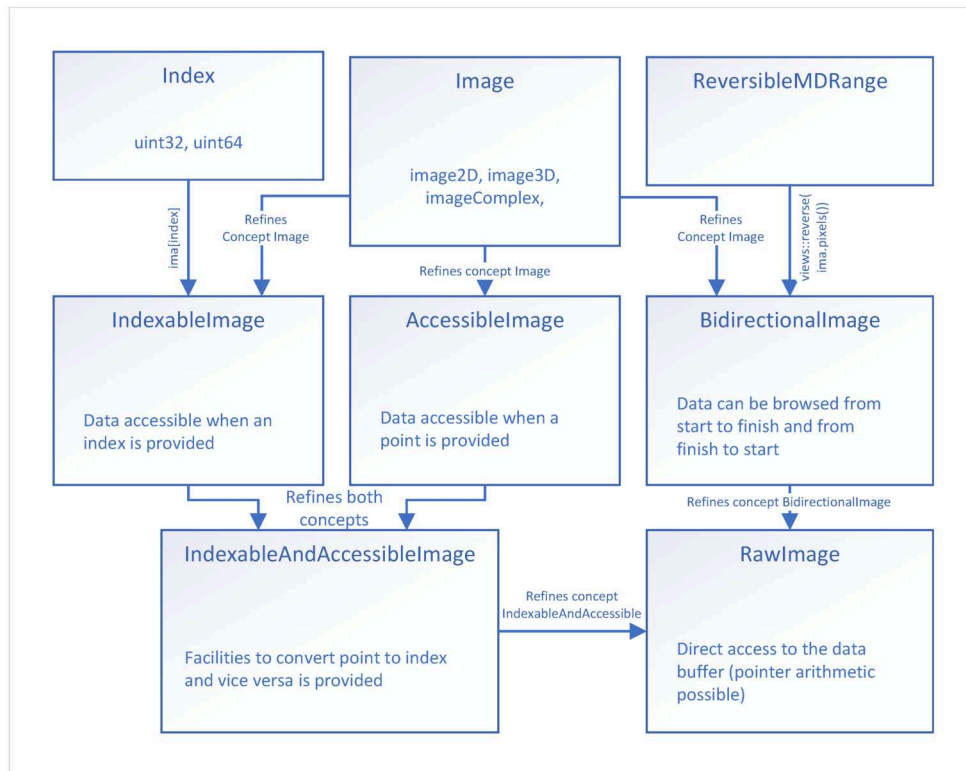 Index
uint32, uint64
Image
image2D, image3D,
imageComplex,
ReversibleMDRange
ima[index]
Refines
Concept Image
Refines concept Image
Refines
Concept Image
views::reverse(
ima.pixels())
IndexableImage
Data accessible when an
index is provided
AccessibleImage
Data accessible when a
point is provided
BidirectionalImage
Data can be browsed from
start to finish and from
finish to start
Refines both
concepts
Refines concept BidirectionalImage
IndexableAndAccessibleImage
Facilities to convert point to index
and vice versa is provided
Refines concept
IndexableAndAccessible
RawImage
Direct access to the data
buffer (pointer arithmetic
possible)